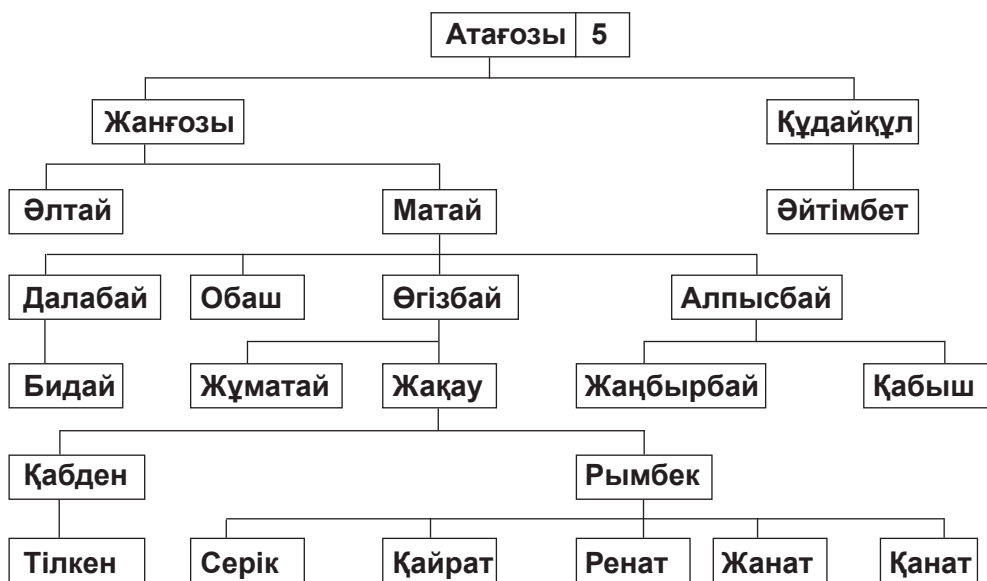 Атағозы 5
Жанғозы Құдайқұл
Әлтай Матай Әйтімбет
Далабай Обаш Өгізбай Алпысбай
Бидай Жұматай Жақау Жаңбырбай Қабыш
Қабден Рымбек
Тілкен Серік Қайрат Ренат Жанат Қанат